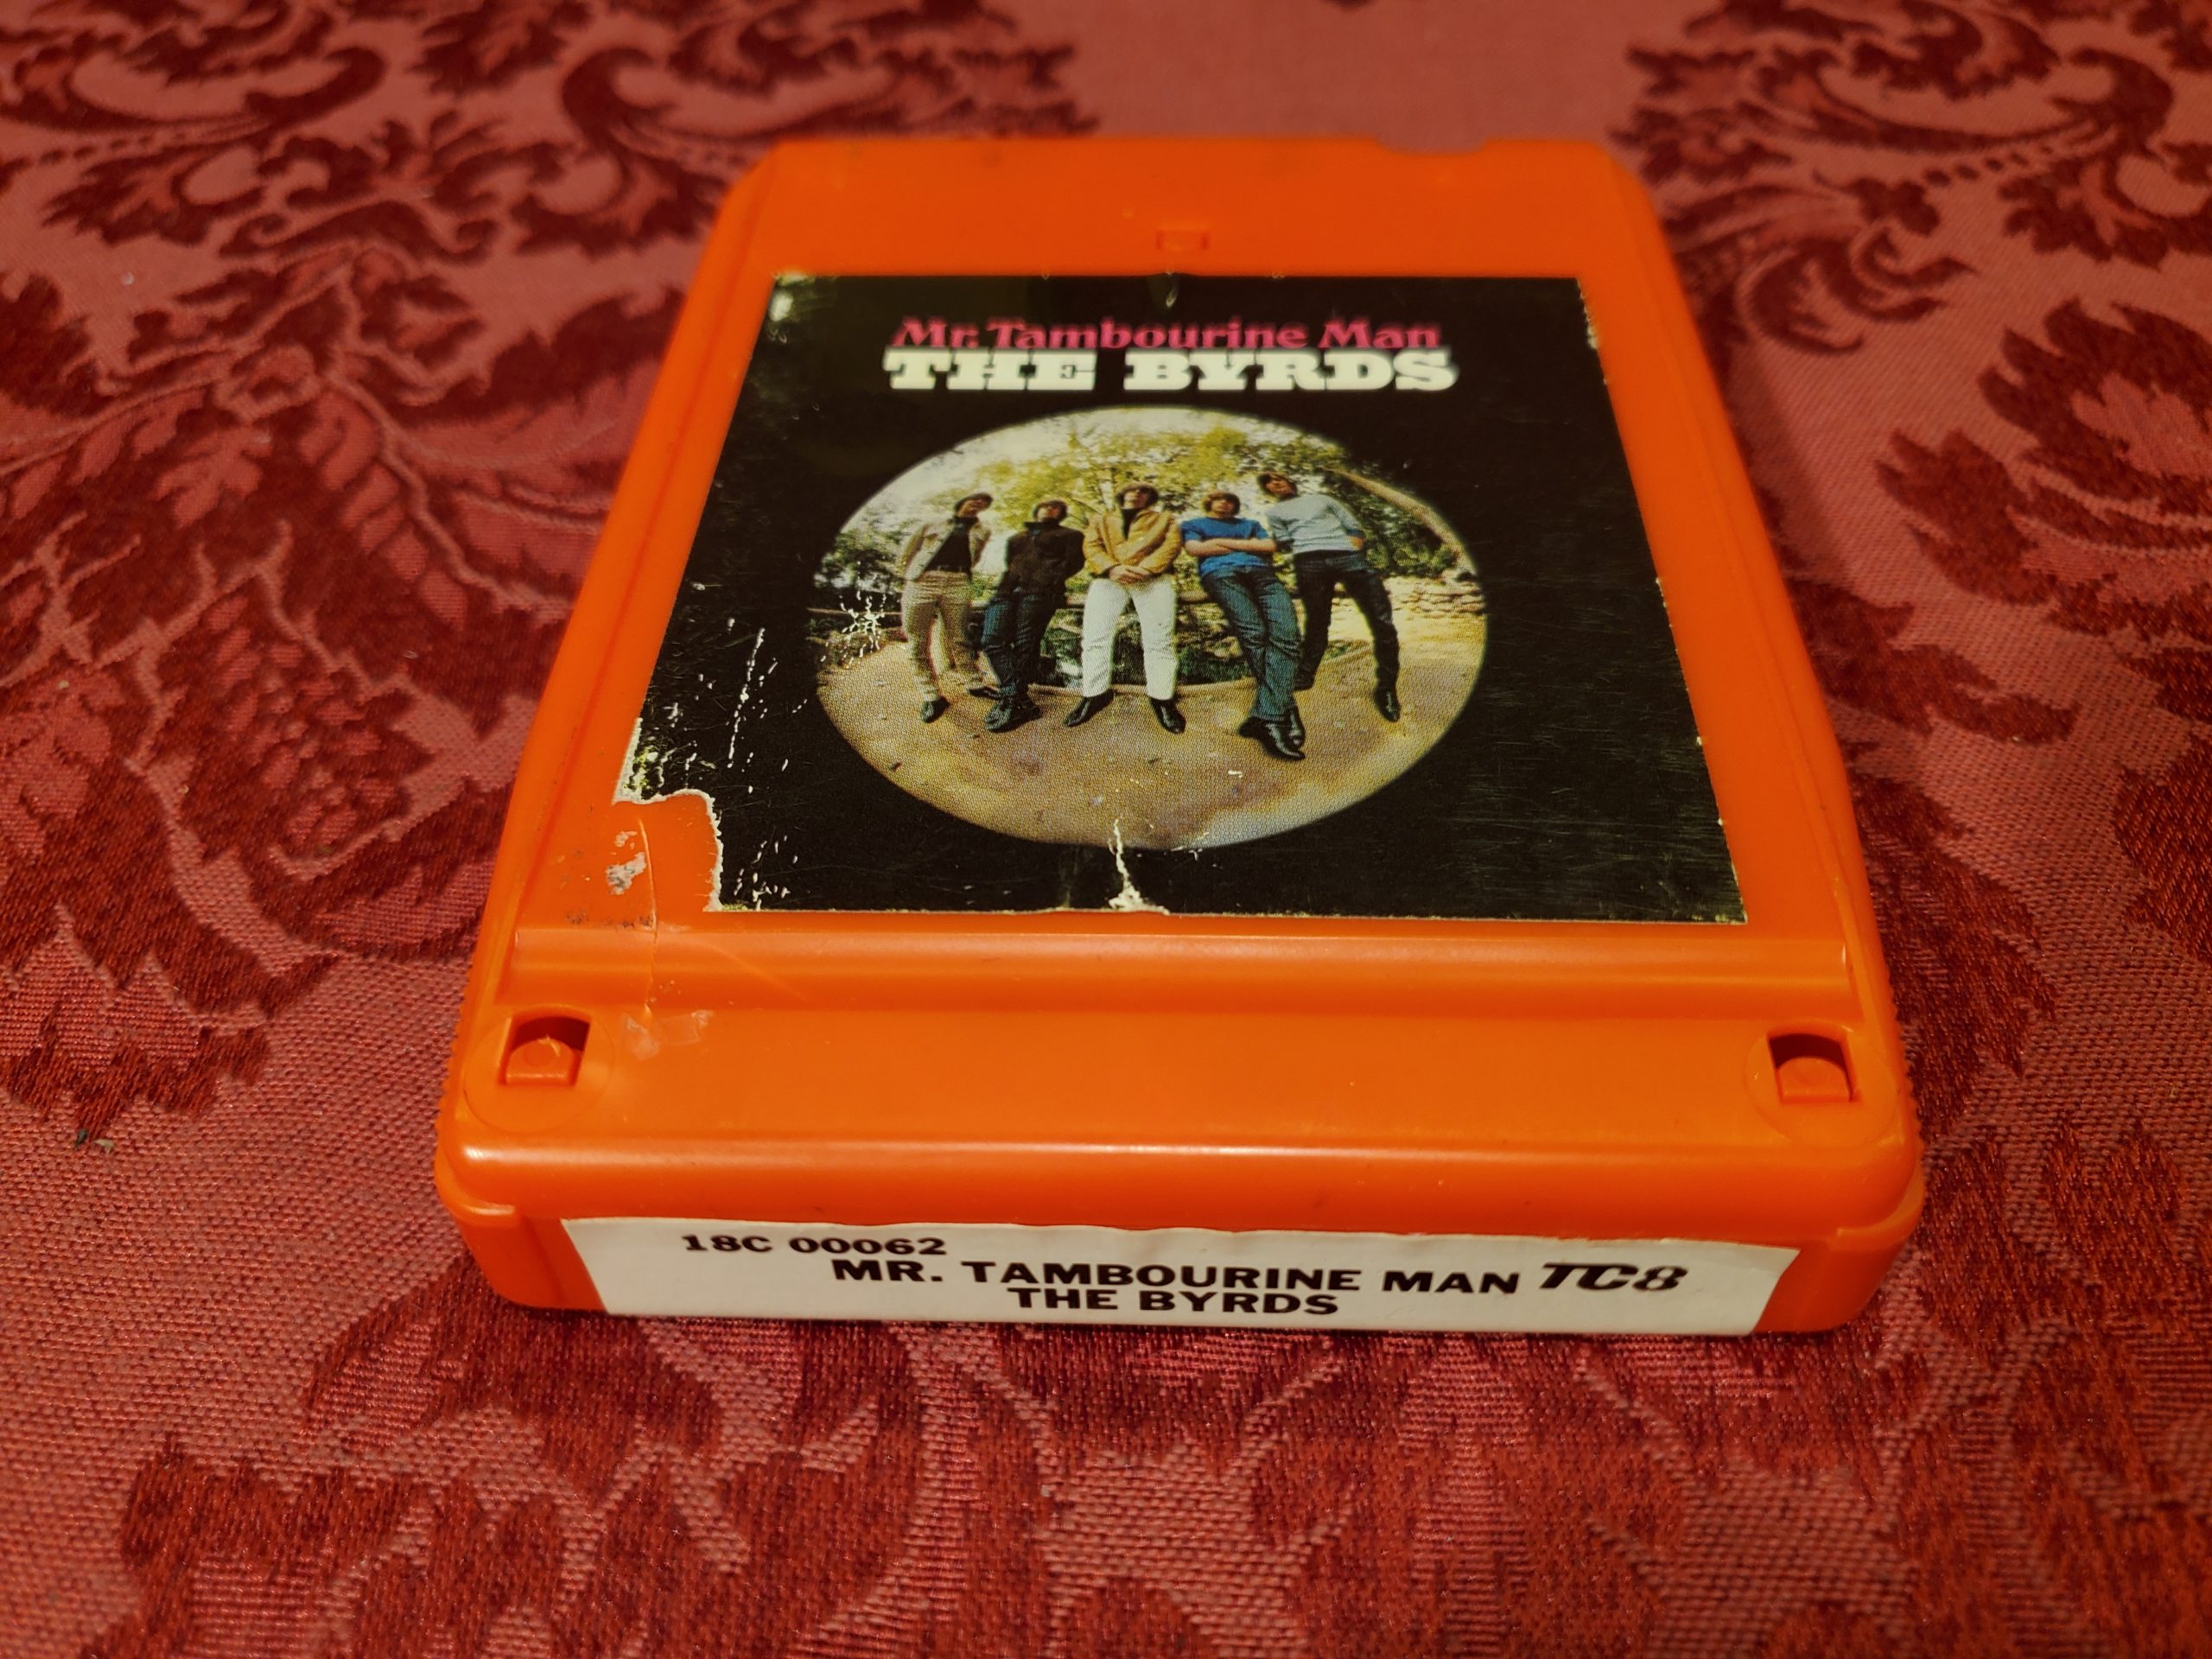 Mr. Tambourine Man
THE BYRDS
18C 00062
MR. TAMBOURINE MAN TC8
THE BYRDS